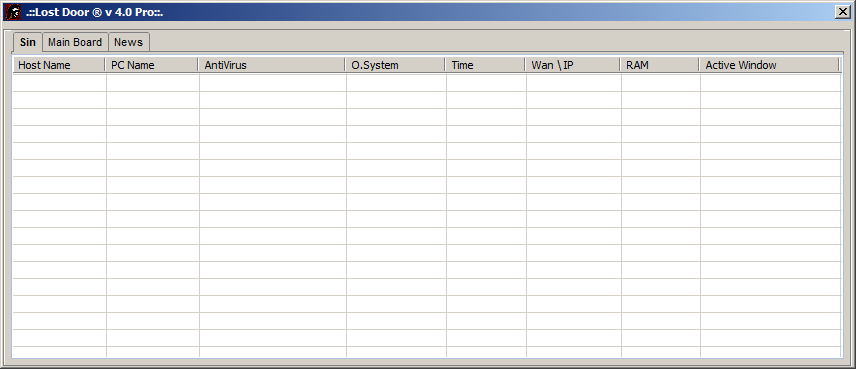 .::Lost Door ® v 4.0 Pro::.
Sin Main Board News
Host Name PC Name AntiVirus O.System Time Wan \ IP RAM Active Window